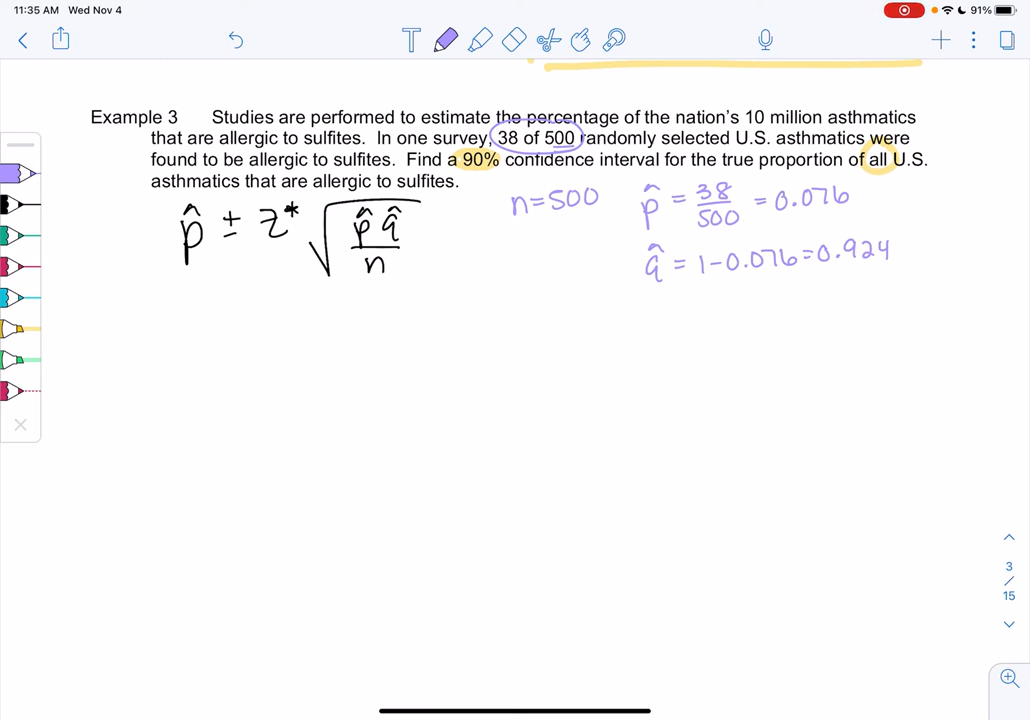 11:35 AM Wed Nov 4
91%
T
Example 3 Studies are performed to estimate the percentage of the nation's 10 million asthmatics
that are allergic to sulfites. In one survey, 38 of 500 randomly selected U.S. asthmatics were
found to be allergic to sulfites. Find a 90% confidence interval for the true proportion of all U.S.
asthmatics that are allergic to sulfites.
p̂ ± z* √(p̂ q̂ / n)
n=500
p̂ = 38/500 = 0.076
q̂ = 1-0.076=0.924
3
/
15